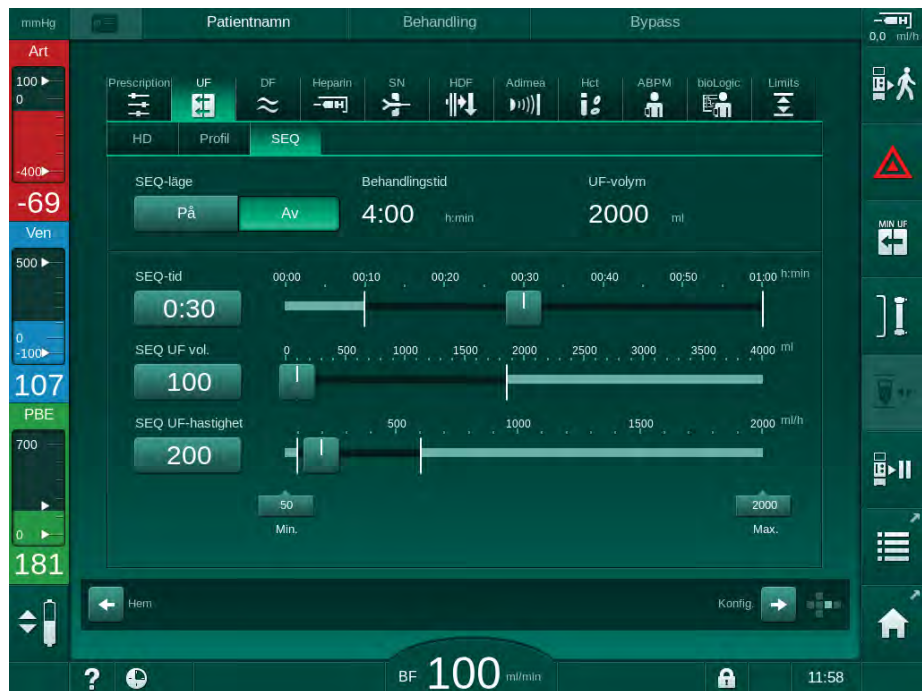 mmHg Patientnamn Behandling Bypass
0,0 ml/h
Art
100
0
-400
-69
Ven
500
0
-100
107
PBE
700
0
181
Prescription UF DF Heparin SN HDF Adimea Hct ABPM bioLogic Limits
HD Profil SEQ
SEQ-läge Behandlingstid UF-volym
På Av 4:00 h:min 2000 ml
SEQ-tid 00:00 00:10 00:20 00:30 00:40 00:50 01:00 h:min
0:30
SEQ UF vol. 0 500 1000 1500 2000 2500 3000 3500 4000 ml
100
SEQ UF-hastighet 500 1000 1500 2000 ml/h
200
50 2000
Min. Max.
Hem Konfig.
MIN UF
? BF 100 ml/min 11:58